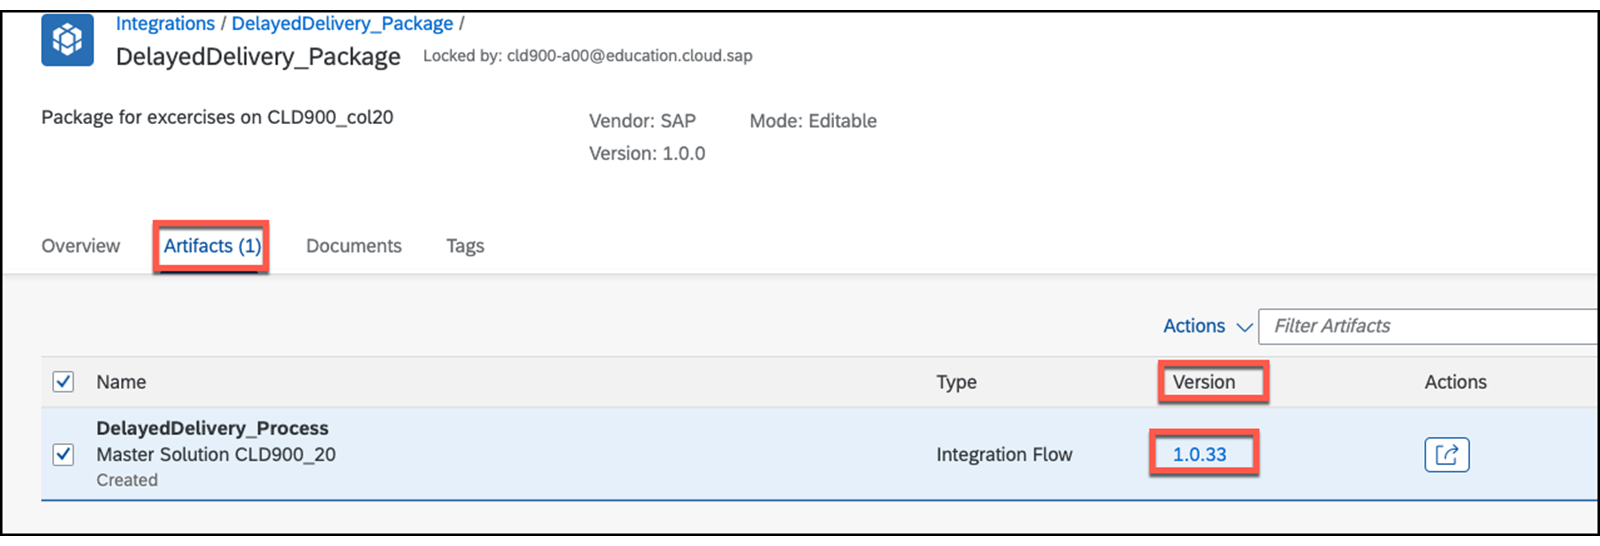 Integrations / DelayedDelivery_Package /
DelayedDelivery_Package Locked by: cld900-a00@education.cloud.sap
Package for excercises on CLD900_col20
Vendor: SAP Mode: Editable
Version: 1.0.0
Overview Artifacts (1) Documents Tags
Actions Filter Artifacts
Name Type Version Actions
DelayedDelivery_Process
Master Solution CLD900_20 Integration Flow 1.0.33
Created